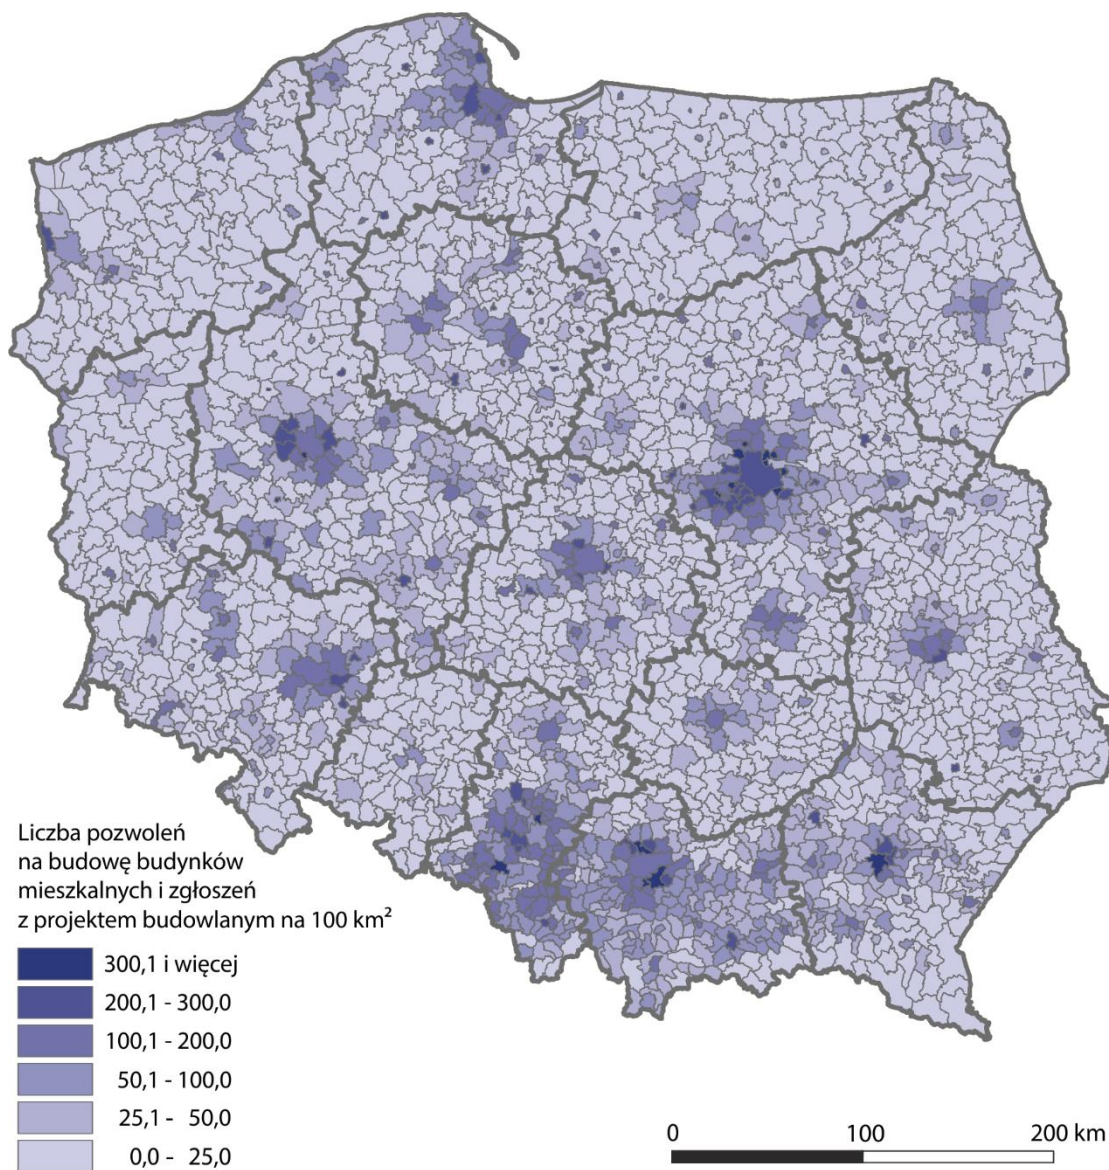 Liczba pozwoleń
na budowę budynków
mieszkalnych i zgłoszeń
z projektem budowlanym na 100 km²
300,1 i więcej
200,1 - 300,0
100,1 - 200,0
50,1 - 100,0
25,1 - 50,0
0,0 - 25,0
0 100 200 km